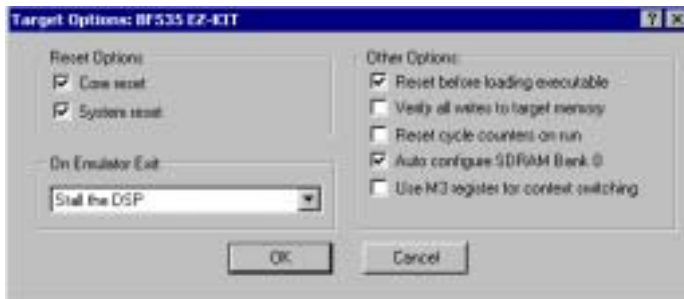 Target Options: BF535 EZ-KIT
Reset Options
Core reset
System reset
On Emulator Exit
Stall the DSP
Other Options:
Reset before loading executable
Verify all writes to target memory
Reset cycle counters on run
Auto configure SDRAM Bank 0
Use M3 register for context switching
OK
Cancel